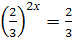 (2/3)^{2x} = 2/3